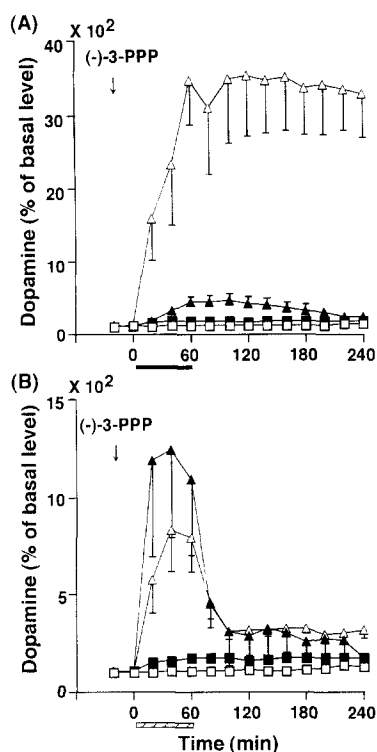 (A)
X 10²
(-)-3-PPP
↓
Dopamine (% of basal level)
40
30
20
10
0
0 60 120 180 240
(B)
X 10²
(-)-3-PPP
↓
Dopamine (% of basal level)
15
10
5
0
0 60 120 180 240
Time (min)